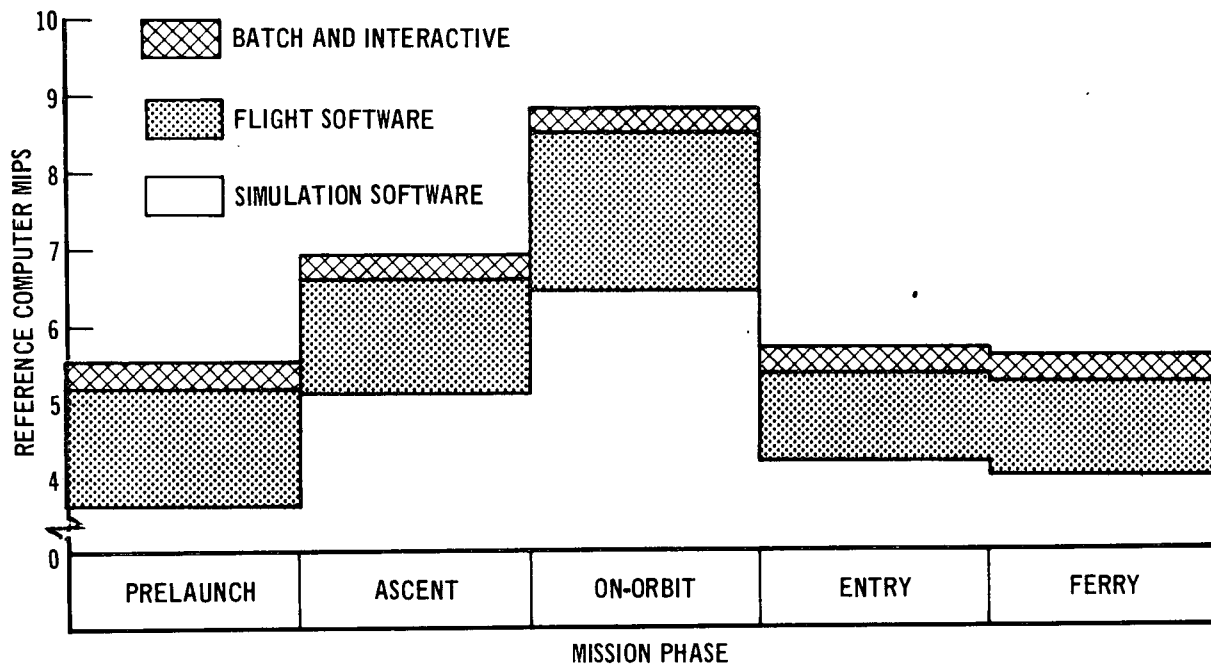 10
9
8
7
6
5
4
0
REFERENCE COMPUTER MIPS
BATCH AND INTERACTIVE
FLIGHT SOFTWARE
SIMULATION SOFTWARE
PRELAUNCH
ASCENT
ON-ORBIT
ENTRY
FERRY
MISSION PHASE